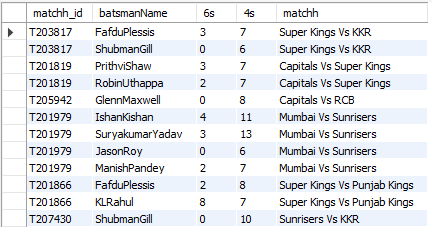 matchh_id batsmanName 6s 4s matchh
T203817 FafduPlessis 3 7 Super Kings Vs KKR
T203817 ShubmanGill 0 6 Super Kings Vs KKR
T201819 PrithviShaw 3 7 Capitals Vs Super Kings
T201819 RobinUthappa 2 7 Capitals Vs Super Kings
T205942 GlennMaxwell 0 8 Capitals Vs RCB
T201979 IshanKishan 4 11 Mumbai Vs Sunrisers
T201979 SuryakumarYadav 3 13 Mumbai Vs Sunrisers
T201979 JasonRoy 0 6 Mumbai Vs Sunrisers
T201979 ManishPandey 2 7 Mumbai Vs Sunrisers
T201866 FafduPlessis 2 8 Super Kings Vs Punjab Kings
T201866 KLRahul 8 7 Super Kings Vs Punjab Kings
T207430 ShubmanGill 0 10 Sunrisers Vs KKR